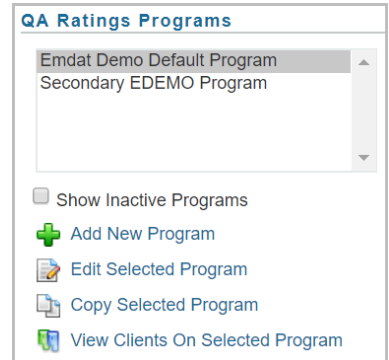 QA Ratings Programs
Emdat Demo Default Program
Secondary EDEMO Program
Show Inactive Programs
Add New Program
Edit Selected Program
Copy Selected Program
View Clients On Selected Program